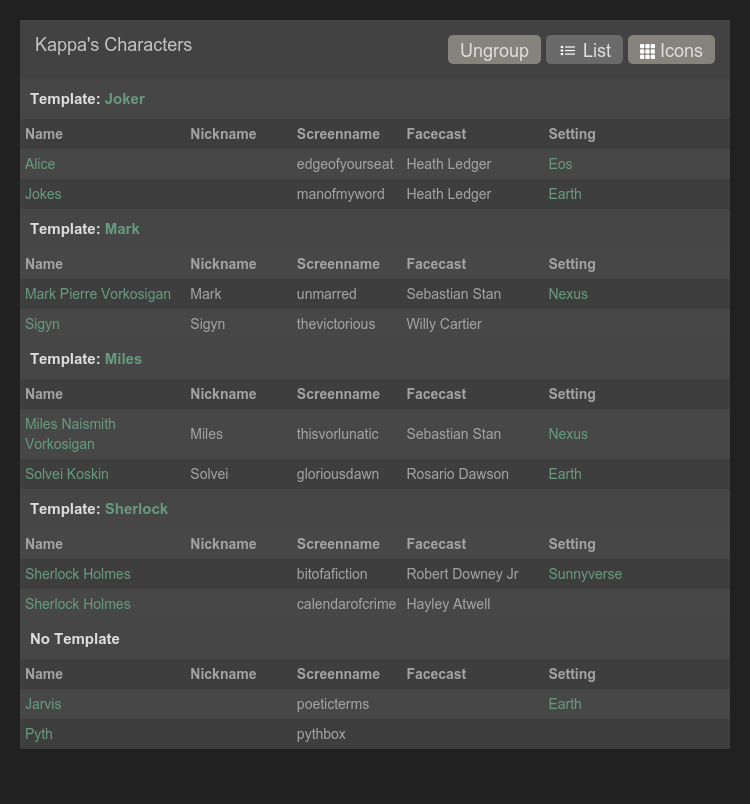 Kappa's Characters
Ungroup List Icons
Template: Joker
Name Nickname Screenname Facecast Setting
Alice edgeofyourseat Heath Ledger Eos
Jokes manofmyword Heath Ledger Earth
Template: Mark
Name Nickname Screenname Facecast Setting
Mark Pierre Vorkosigan Mark unmarred Sebastian Stan Nexus
Sigyn Sigyn thevictorious Willy Cartier
Template: Miles
Name Nickname Screenname Facecast Setting
Miles Naismith
Vorkosigan Miles thisvorlunatic Sebastian Stan Nexus
Solvei Koskin Solvei gloriousdawn Rosario Dawson Earth
Template: Sherlock
Name Nickname Screenname Facecast Setting
Sherlock Holmes bitofafiction Robert Downey Jr Sunnyverse
Sherlock Holmes calendarofcrime Hayley Atwell
No Template
Name Nickname Screenname Facecast Setting
Jarvis poeticterms Earth
Pyth pythbox